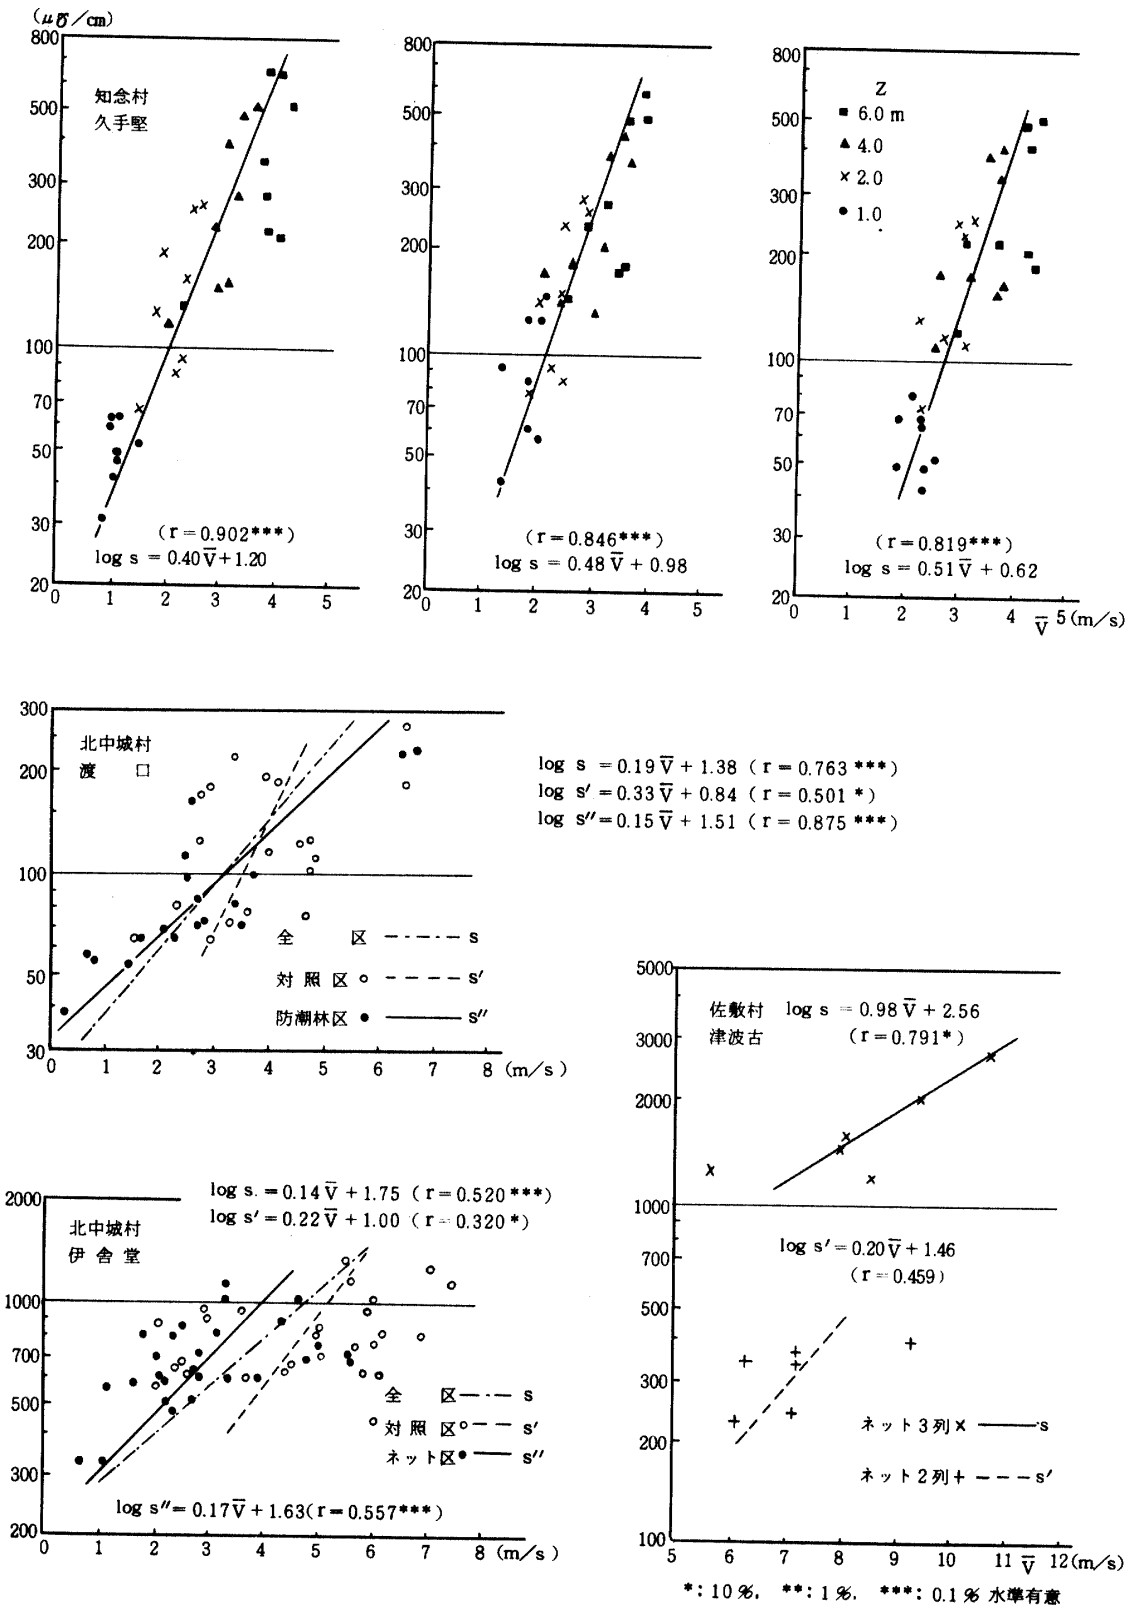 (μ℧/cm)
800
500
300
200
100
70
50
30
20
知念村
久手堅
(r=0.902***)
log s = 0.40V̄+1.20
0 1 2 3 4 5
800
500
300
200
100
70
50
30
20
(r=0.846***)
log s = 0.48V̄ + 0.98
0 1 2 3 4 5
800
500
300
200
100
70
50
30
20
Z
■ 6.0 m
▲ 4.0
× 2.0
● 1.0
(r=0.819***)
log s = 0.51V̄ + 0.62
0 1 2 3 4 V̄ 5 (m/s)
300
200
100
50
30
北中城村
渡 口
全 区 s
対照区 ○ s′
防潮林区 ● s″
0 1 2 3 4 5 6 7 8 (m/s)
log s = 0.19V̄ + 1.38 (r=0.763***)
log s′ = 0.33V̄ + 0.84 (r=0.501*)
log s″ = 0.15V̄ + 1.51 (r=0.875***)
2000
1000
700
500
300
200
北中城村
伊舎堂
log s. = 0.14V̄ + 1.75 (r=0.520***)
log s′ = 0.22V̄ + 1.00 (r=0.320*)
全 区 s
対照区 ○ s′
ネット区 ● s″
log s″ = 0.17V̄ + 1.63(r=0.557***)
0 1 2 3 4 5 6 7 8 (m/s)
5000
3000
2000
1000
700
500
300
200
100
佐敷村 log s = 0.98V̄ + 2.56
津波古 (r=0.791*)
log s′ = 0.20V̄ + 1.46
(r=0.459)
ネット3列 × s
ネット2列 + s′
5 6 7 8 9 10 11 V̄ 12 (m/s)
*: 10%, **: 1%, ***: 0.1% 水準有意